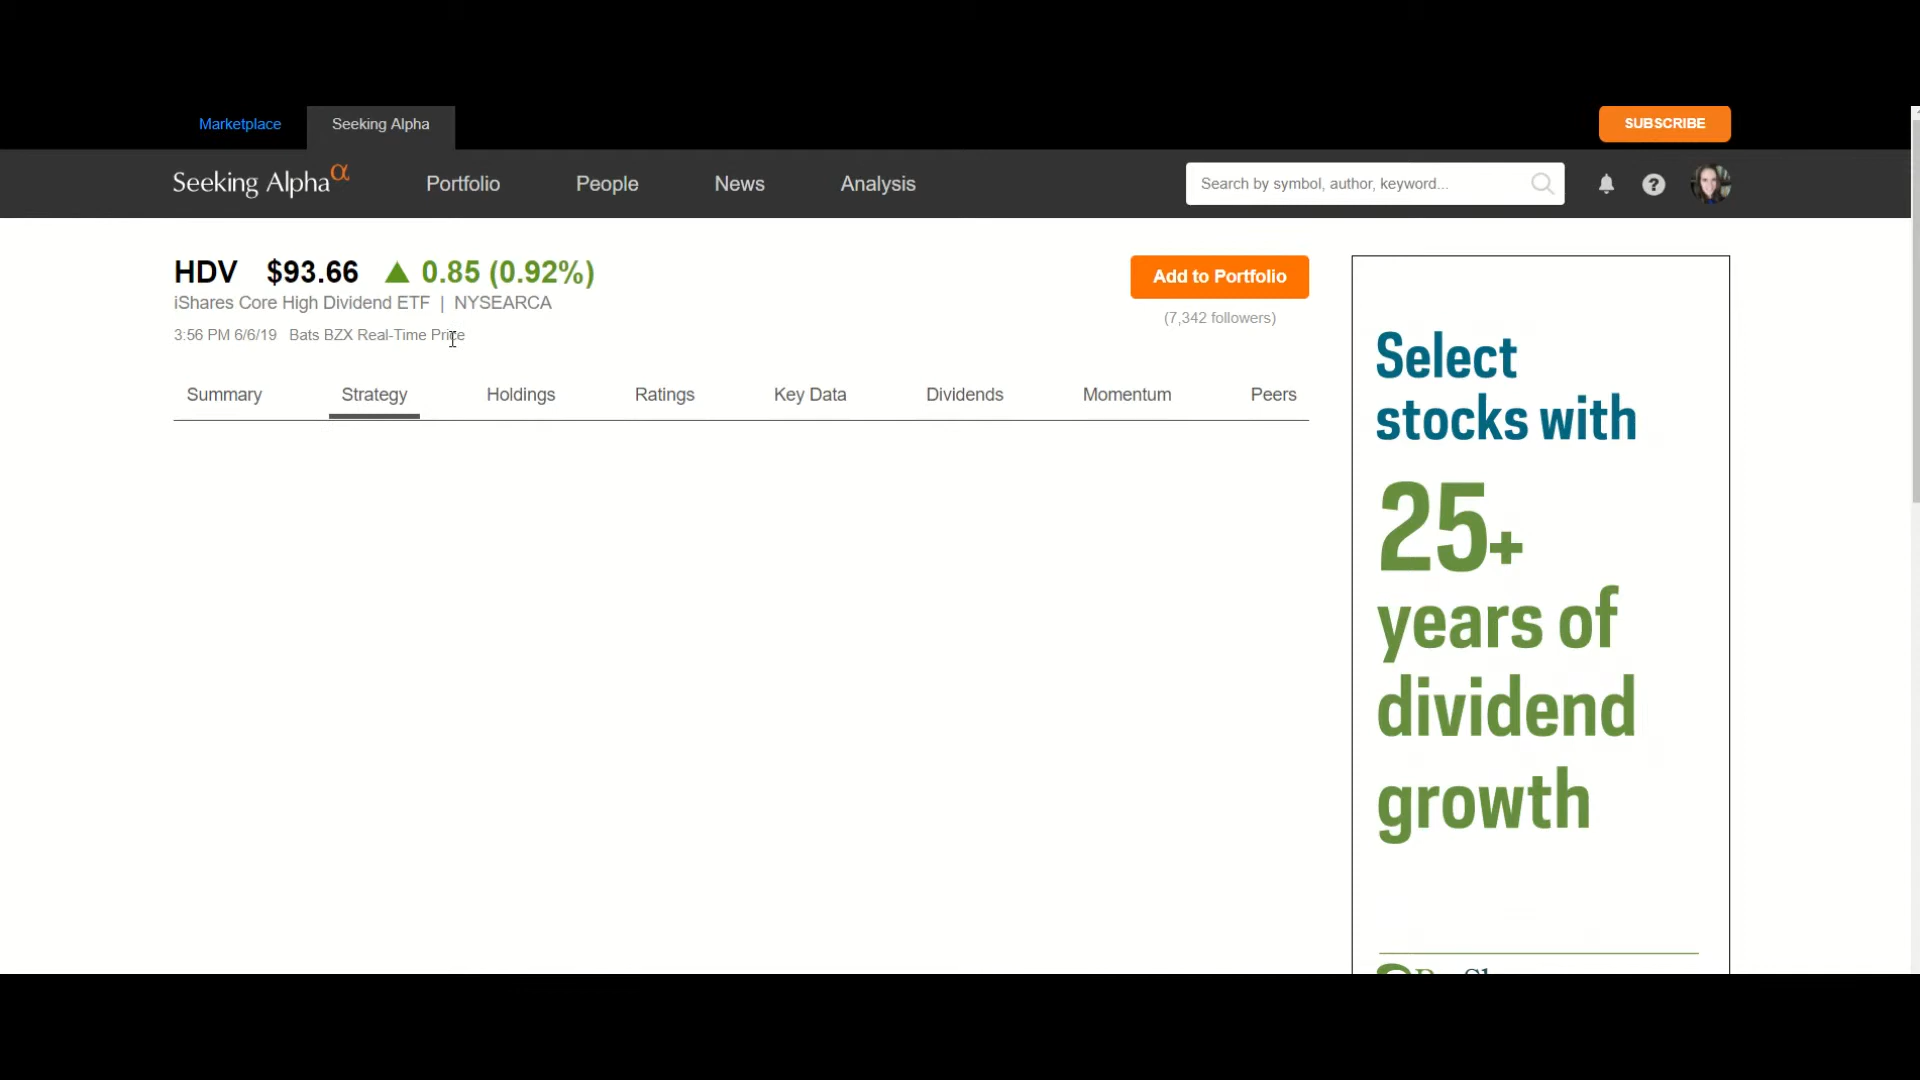 Marketplace
Seeking Alpha
SUBSCRIBE
Seeking Alpha α
Portfolio
People
News
Analysis
Search by symbol, author, keyword...
?
HDV $93.66 ▲ 0.85 (0.92%)
iShares Core High Dividend ETF | NYSEARCA
3:56 PM 6/6/19 Bats BZX Real-Time Price
Add to Portfolio
(7,342 followers)
Summary
Strategy
Holdings
Ratings
Key Data
Dividends
Momentum
Peers
Select
stocks with
25+
years of
dividend
growth